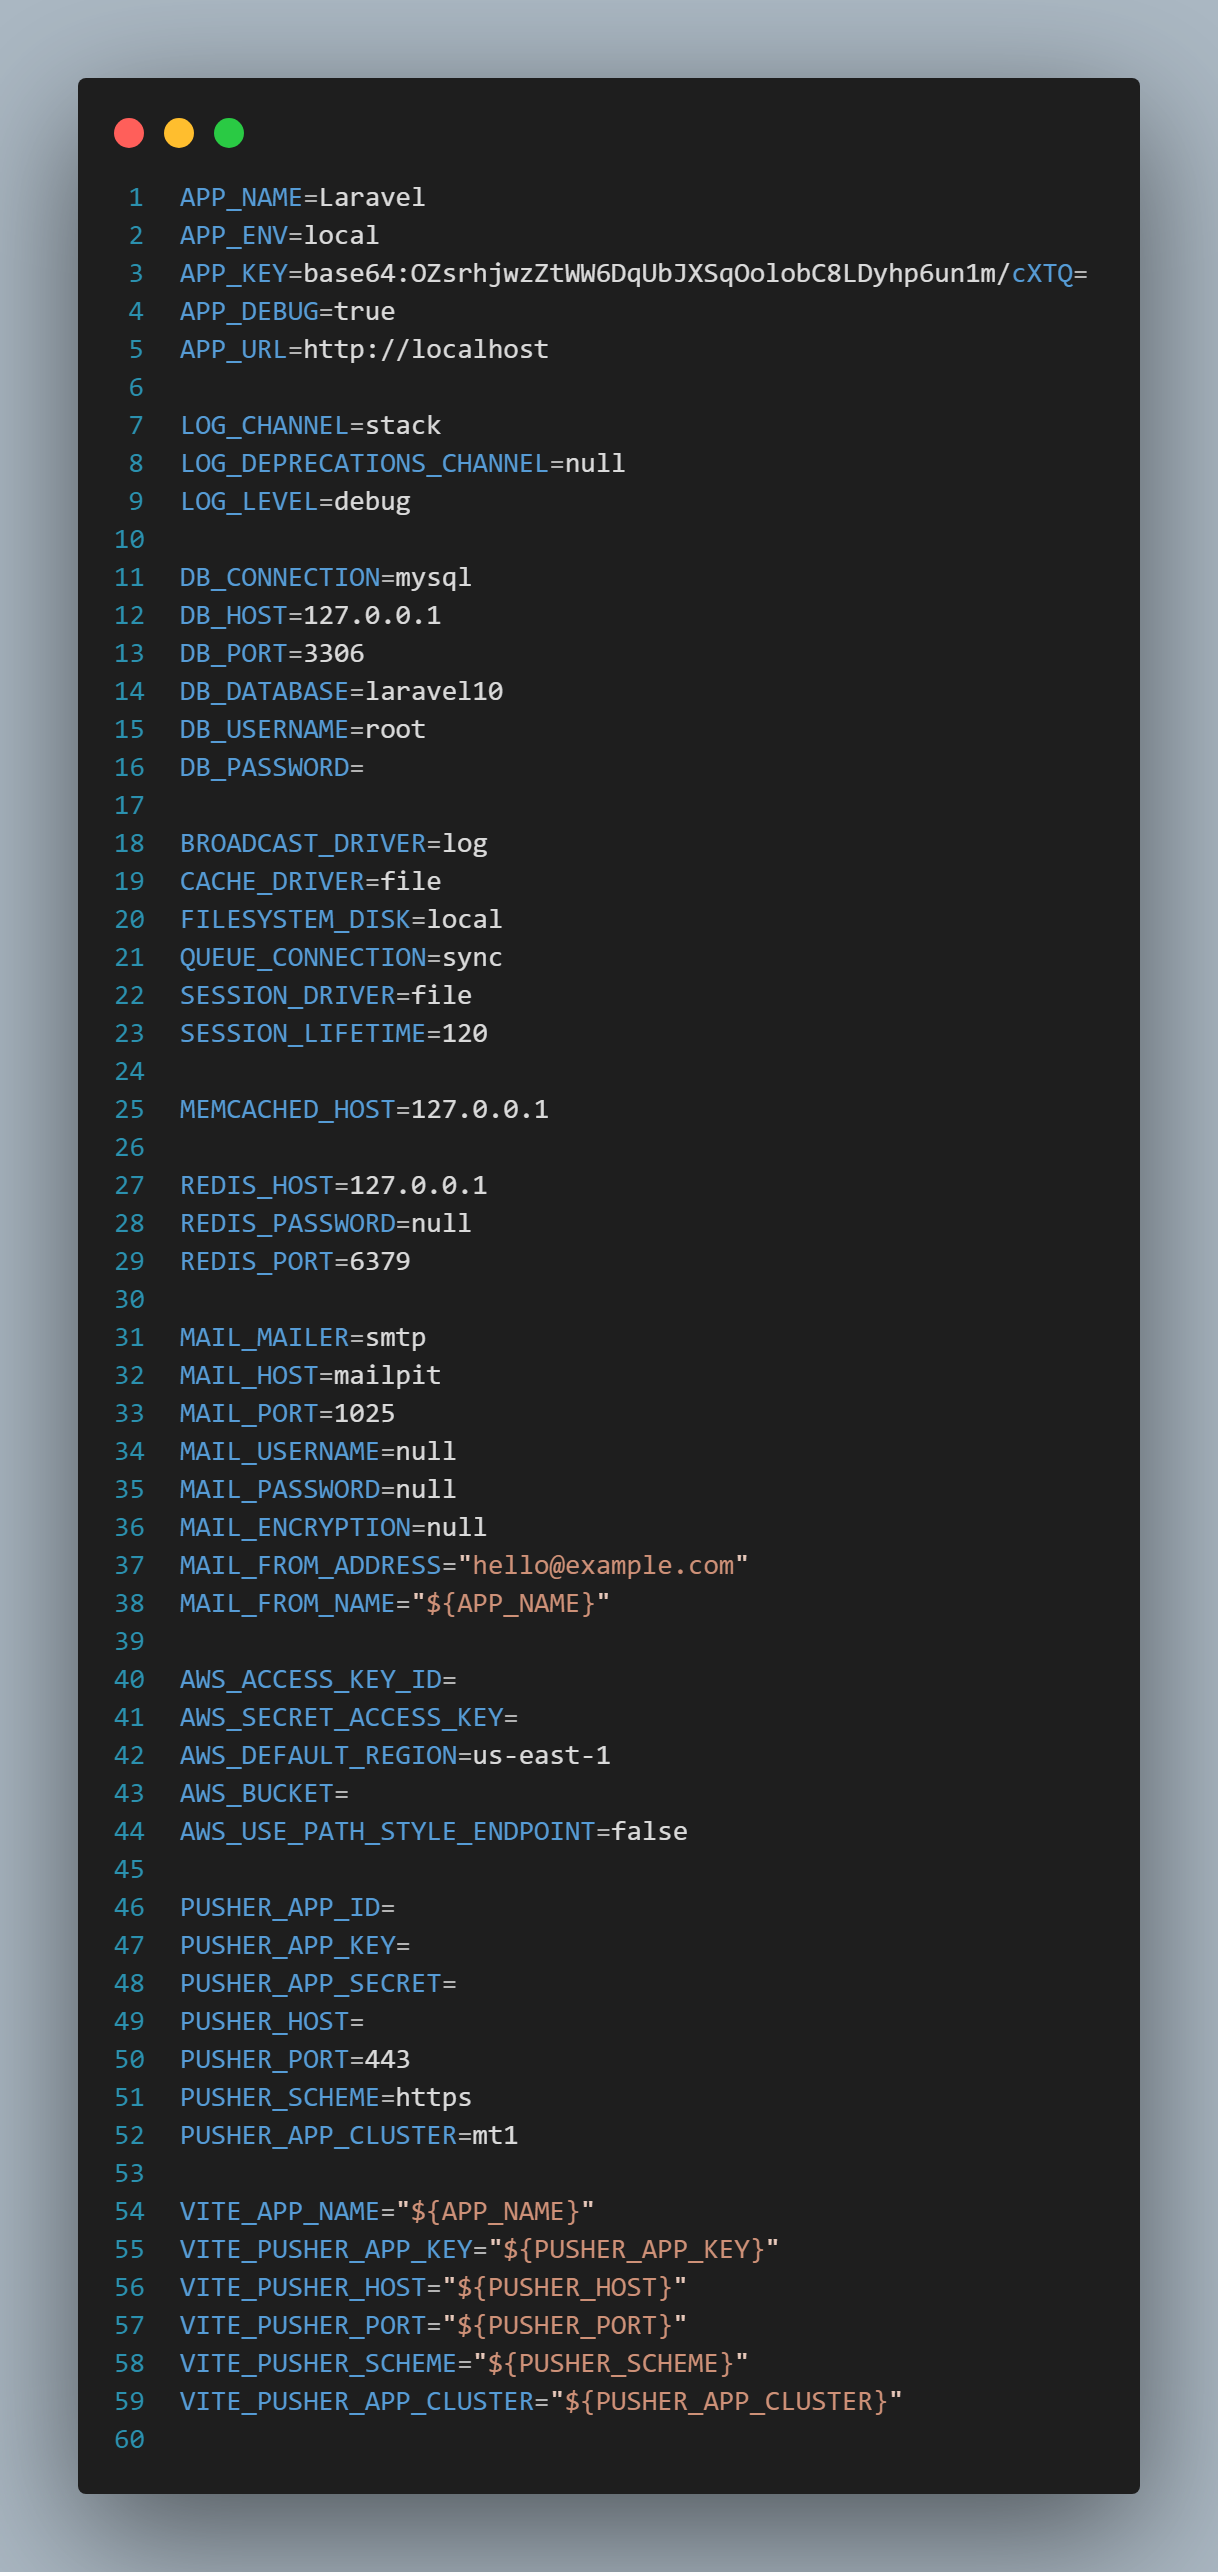 1 APP_NAME=Laravel
2 APP_ENV=local
3 APP_KEY=base64:OZsrhjwzZtWW6DqUbJXSqOolobC8LDyhp6un1m/cXTQ=
4 APP_DEBUG=true
5 APP_URL=http://localhost
6
7 LOG_CHANNEL=stack
8 LOG_DEPRECATIONS_CHANNEL=null
9 LOG_LEVEL=debug
10
11 DB_CONNECTION=mysql
12 DB_HOST=127.0.0.1
13 DB_PORT=3306
14 DB_DATABASE=laravel10
15 DB_USERNAME=root
16 DB_PASSWORD=
17
18 BROADCAST_DRIVER=log
19 CACHE_DRIVER=file
20 FILESYSTEM_DISK=local
21 QUEUE_CONNECTION=sync
22 SESSION_DRIVER=file
23 SESSION_LIFETIME=120
24
25 MEMCACHED_HOST=127.0.0.1
26
27 REDIS_HOST=127.0.0.1
28 REDIS_PASSWORD=null
29 REDIS_PORT=6379
30
31 MAIL_MAILER=smtp
32 MAIL_HOST=mailpit
33 MAIL_PORT=1025
34 MAIL_USERNAME=null
35 MAIL_PASSWORD=null
36 MAIL_ENCRYPTION=null
37 MAIL_FROM_ADDRESS="hello@example.com"
38 MAIL_FROM_NAME="${APP_NAME}"
39
40 AWS_ACCESS_KEY_ID=
41 AWS_SECRET_ACCESS_KEY=
42 AWS_DEFAULT_REGION=us-east-1
43 AWS_BUCKET=
44 AWS_USE_PATH_STYLE_ENDPOINT=false
45
46 PUSHER_APP_ID=
47 PUSHER_APP_KEY=
48 PUSHER_APP_SECRET=
49 PUSHER_HOST=
50 PUSHER_PORT=443
51 PUSHER_SCHEME=https
52 PUSHER_APP_CLUSTER=mt1
53
54 VITE_APP_NAME="${APP_NAME}"
55 VITE_PUSHER_APP_KEY="${PUSHER_APP_KEY}"
56 VITE_PUSHER_HOST="${PUSHER_HOST}"
57 VITE_PUSHER_PORT="${PUSHER_PORT}"
58 VITE_PUSHER_SCHEME="${PUSHER_SCHEME}"
59 VITE_PUSHER_APP_CLUSTER="${PUSHER_APP_CLUSTER}"
60